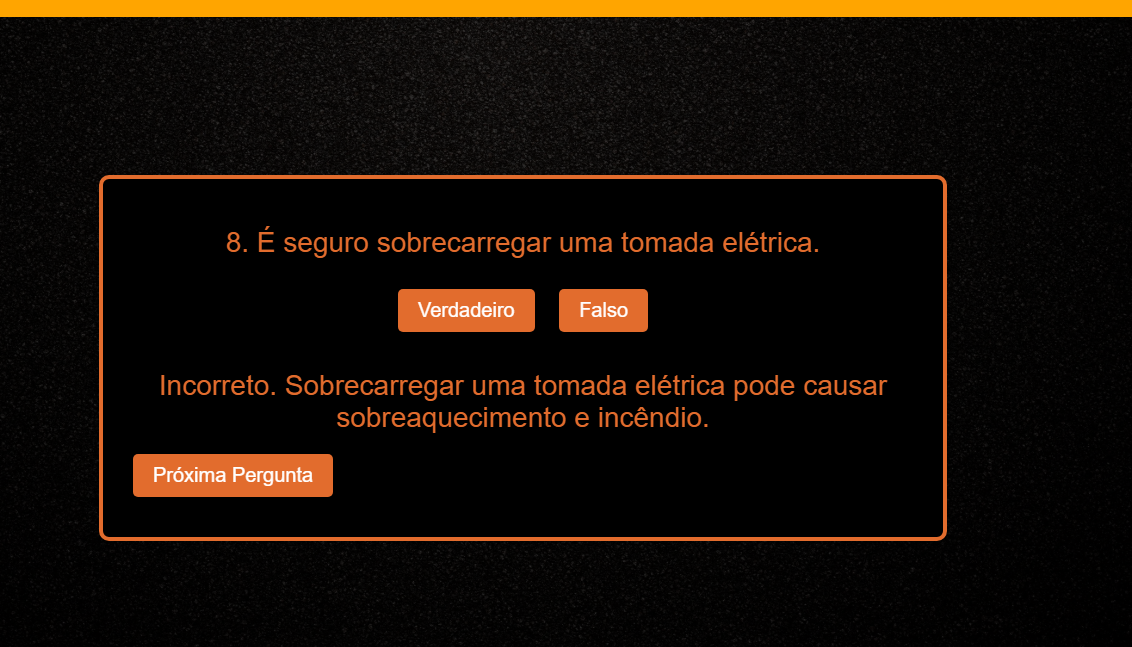 8. É seguro sobrecarregar uma tomada elétrica.
Verdadeiro Falso
Incorreto. Sobrecarregar uma tomada elétrica pode causar
sobreaquecimento e incêndio.
Próxima Pergunta